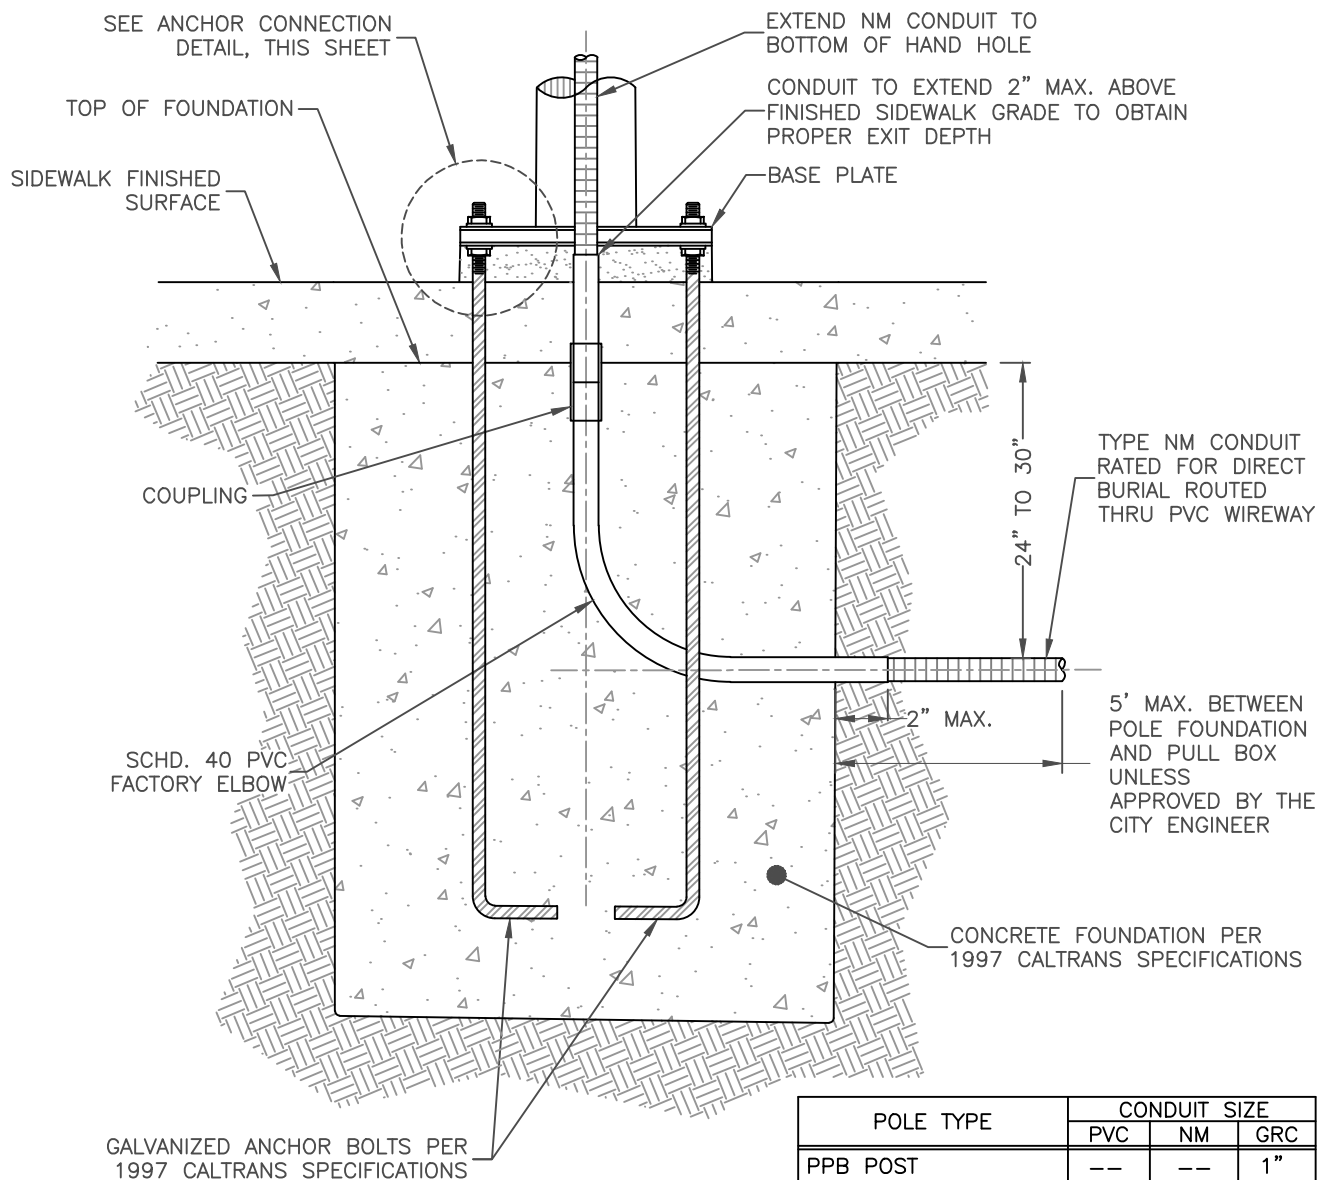 SEE ANCHOR CONNECTION
DETAIL, THIS SHEET
TOP OF FOUNDATION
SIDEWALK FINISHED
SURFACE
EXTEND NM CONDUIT TO
BOTTOM OF HAND HOLE
CONDUIT TO EXTEND 2” MAX. ABOVE
FINISHED SIDEWALK GRADE TO OBTAIN
PROPER EXIT DEPTH
BASE PLATE
COUPLING
24” TO 30”
TYPE NM CONDUIT
RATED FOR DIRECT
BURIAL ROUTED
THRU PVC WIREWAY
2” MAX.
5’ MAX. BETWEEN
POLE FOUNDATION
AND PULL BOX
UNLESS
APPROVED BY THE
CITY ENGINEER
SCHD. 40 PVC
FACTORY ELBOW
CONCRETE FOUNDATION PER
1997 CALTRANS SPECIFICATIONS
GALVANIZED ANCHOR BOLTS PER
1997 CALTRANS SPECIFICATIONS
POLE TYPE CONDUIT SIZE
PVC NM GRC
PPB POST -- -- 1”